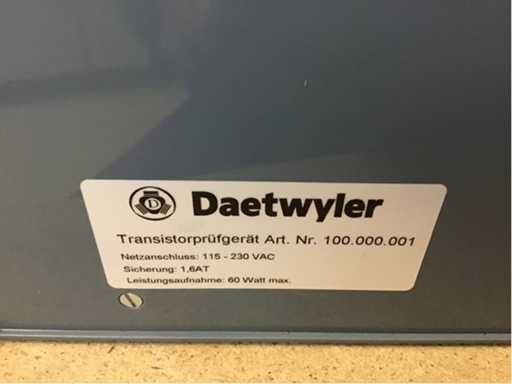 D Daetwyler
Transistorprüfgerät Art. Nr. 100.000.001
Netzanschluss: 115 - 230 VAC
Sicherung: 1,6AT
Leistungsaufnahme: 60 Watt max.